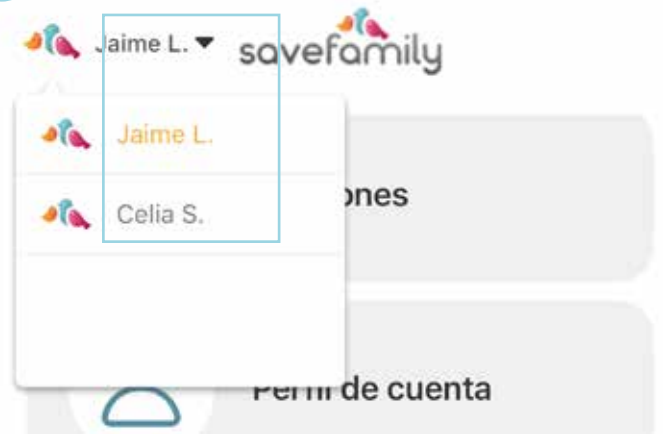 Jaime L.
savefamily
Jaime L.
Celia S.
ones
Perfil de cuenta